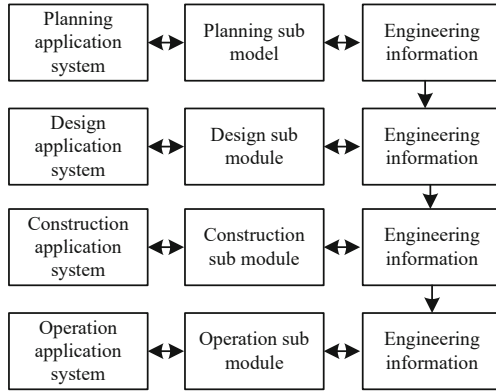 Planning
application
system
Planning sub
model
Engineering
information
Design
application
system
Design sub
module
Engineering
information
Construction
application
system
Construction
sub module
Engineering
information
Operation
application
system
Operation sub
module
Engineering
information